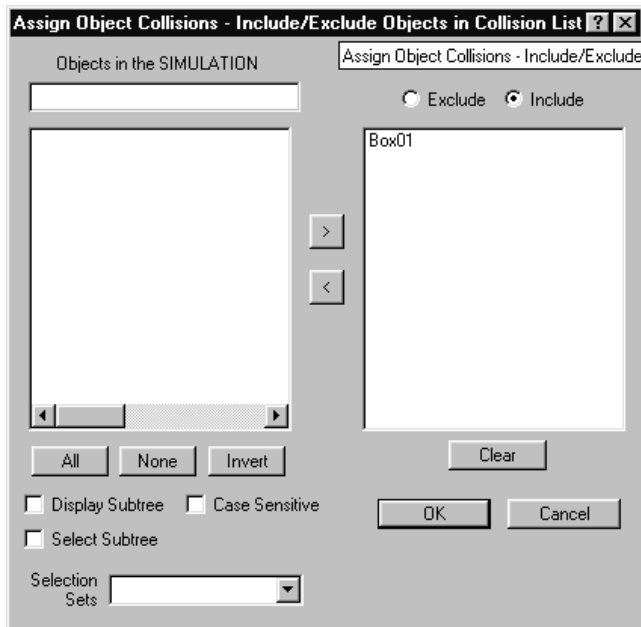 Assign Object Collisions - Include/Exclude Objects in Collision List ? X
Assign Object Collisions - Include/Exclude
Objects in the SIMULATION
Exclude Include
Box01
>
<
All None Invert
Clear
Display Subtree Case Sensitive
OK Cancel
Select Subtree
Selection
Sets